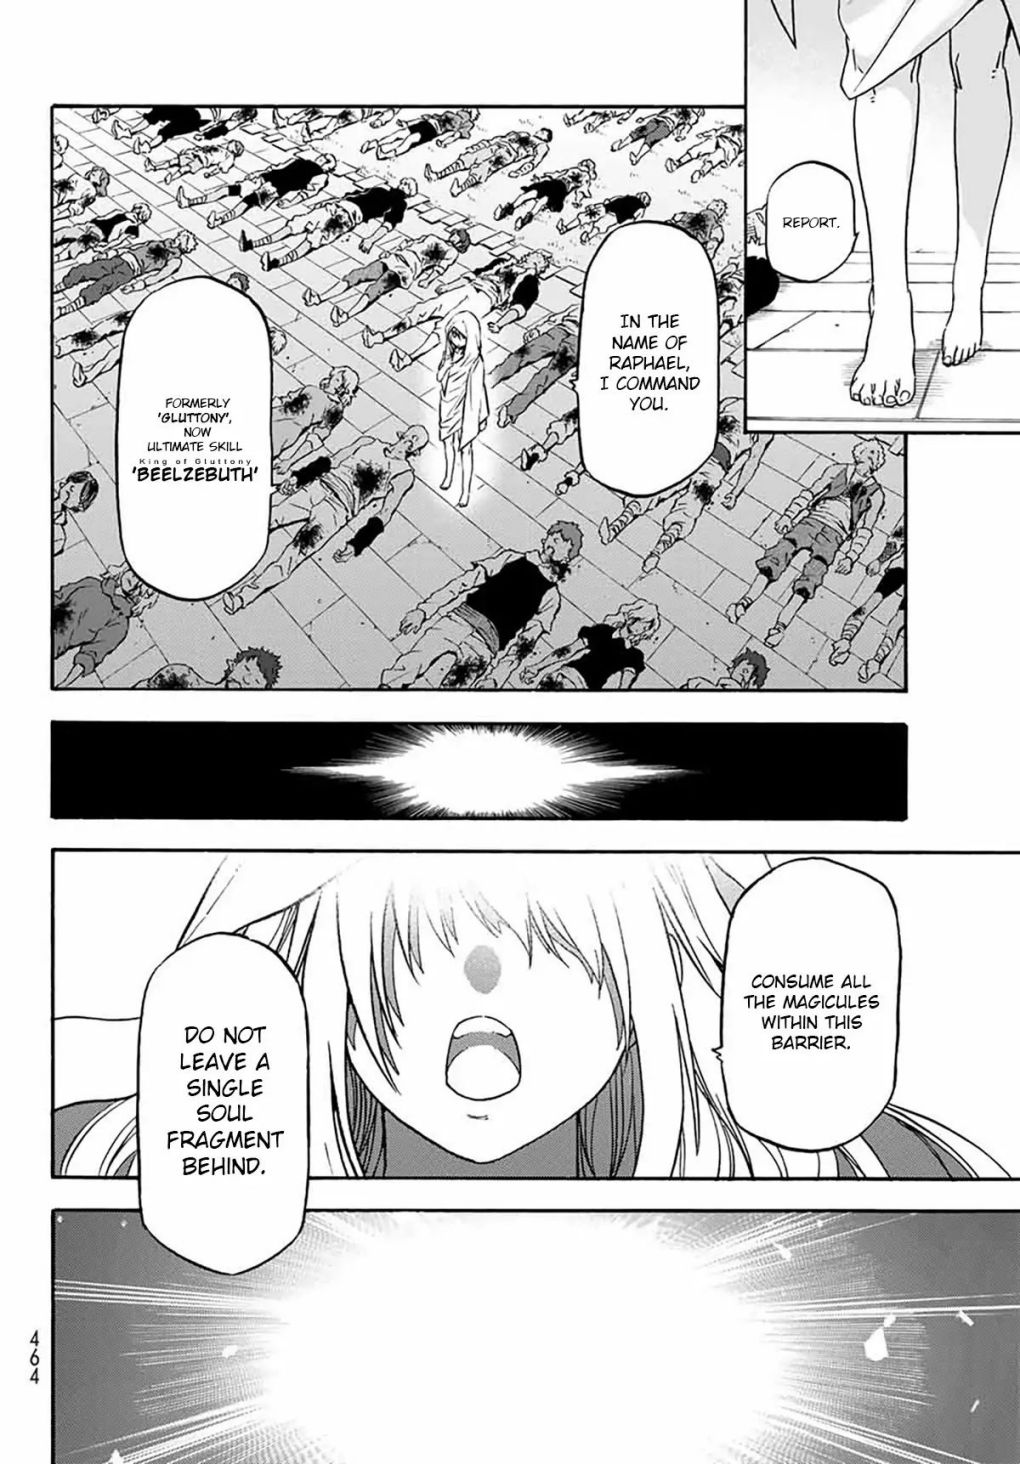 REPORT.
IN THE
NAME OF
RAPHAEL,
I COMMAND
YOU.
FORMERLY
'GLUTTONY',
NOW
ULTIMATE SKILL
King of Gluttony
'BEELZEBUTH'
CONSUME ALL
THE MAGICULES
WITHIN THIS
BARRIER.
DO NOT
LEAVE A
SINGLE
SOUL
FRAGMENT
BEHIND.
464